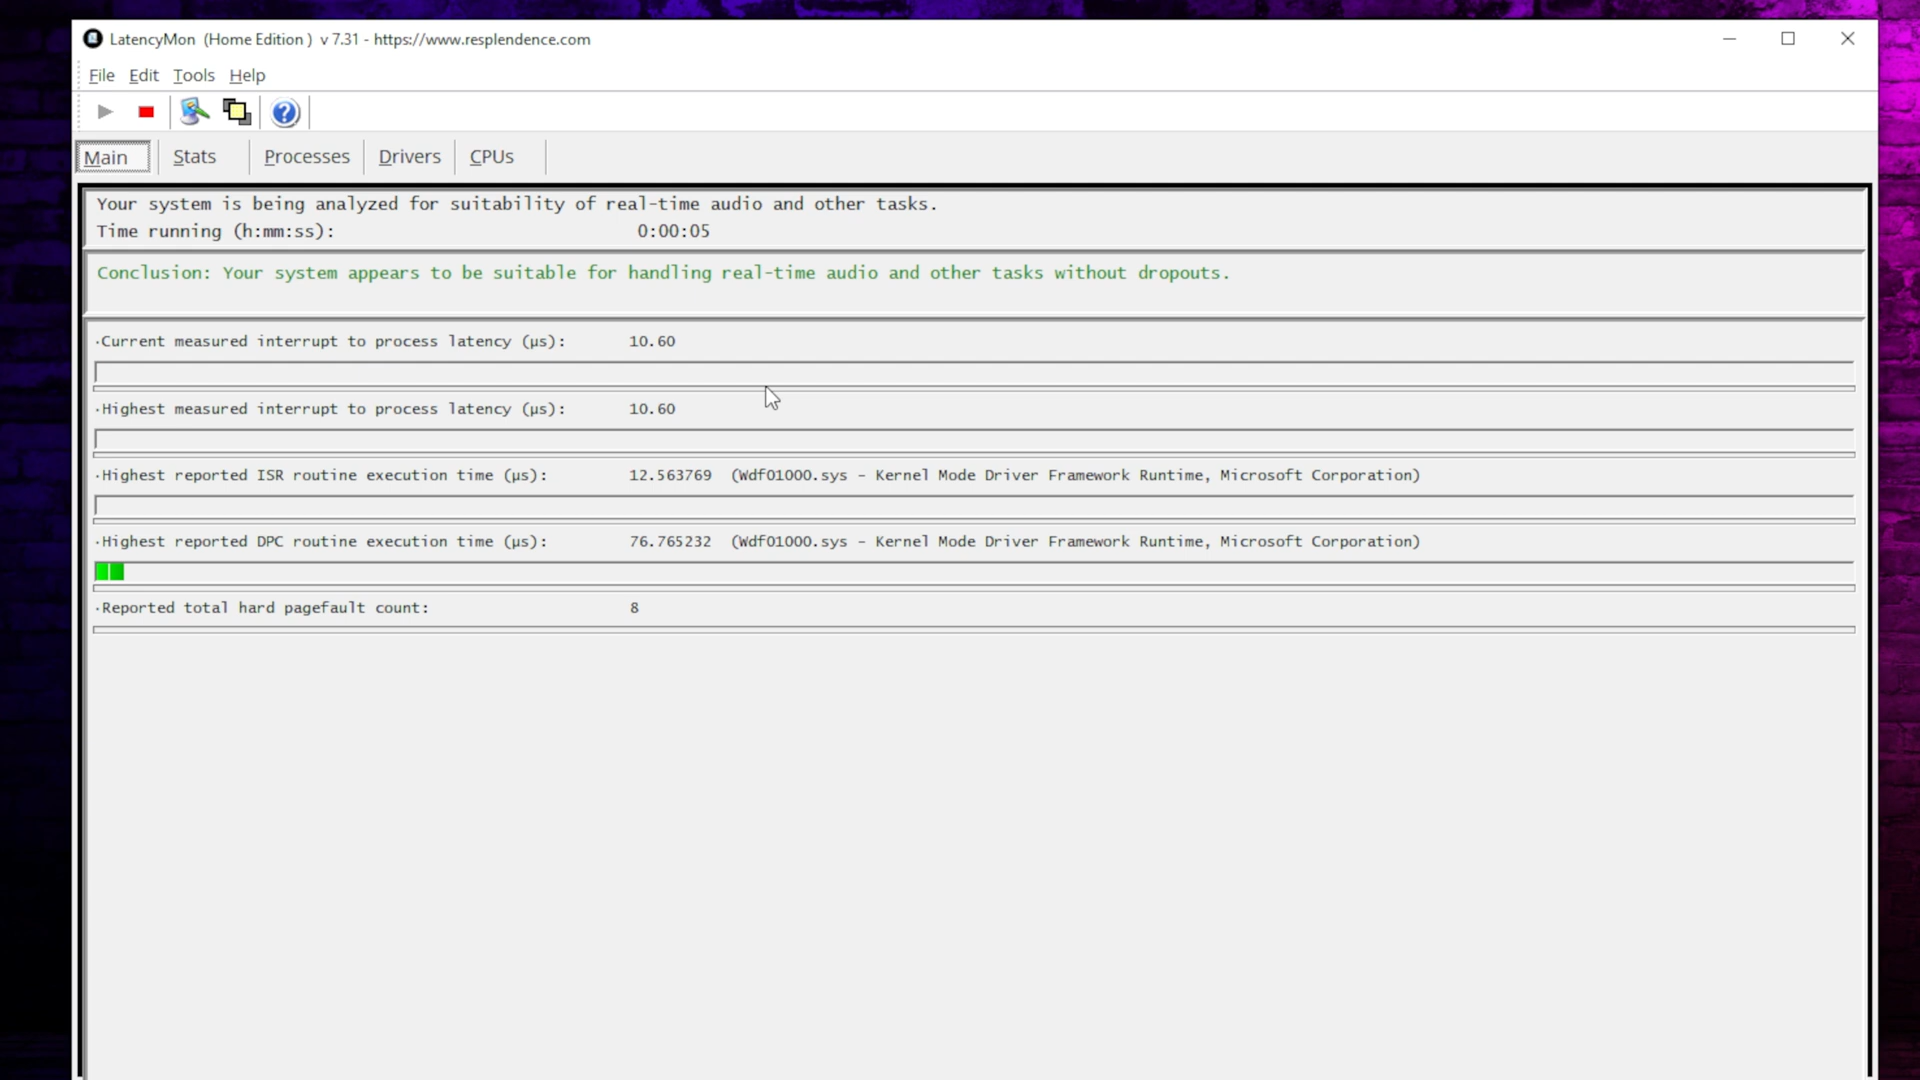 LatencyMon (Home Edition ) v 7.31 - https://www.resplendence.com
File Edit Tools Help
Main Stats Processes Drivers CPUs
Your system is being analyzed for suitability of real-time audio and other tasks.
Time running (h:mm:ss): 0:00:05
Conclusion: Your system appears to be suitable for handling real-time audio and other tasks without dropouts.
·Current measured interrupt to process latency (µs): 10.60
·Highest measured interrupt to process latency (µs): 10.60
·Highest reported ISR routine execution time (µs): 12.563769 (Wdf01000.sys - Kernel Mode Driver Framework Runtime, Microsoft Corporation)
·Highest reported DPC routine execution time (µs): 76.765232 (Wdf01000.sys - Kernel Mode Driver Framework Runtime, Microsoft Corporation)
·Reported total hard pagefault count: 8